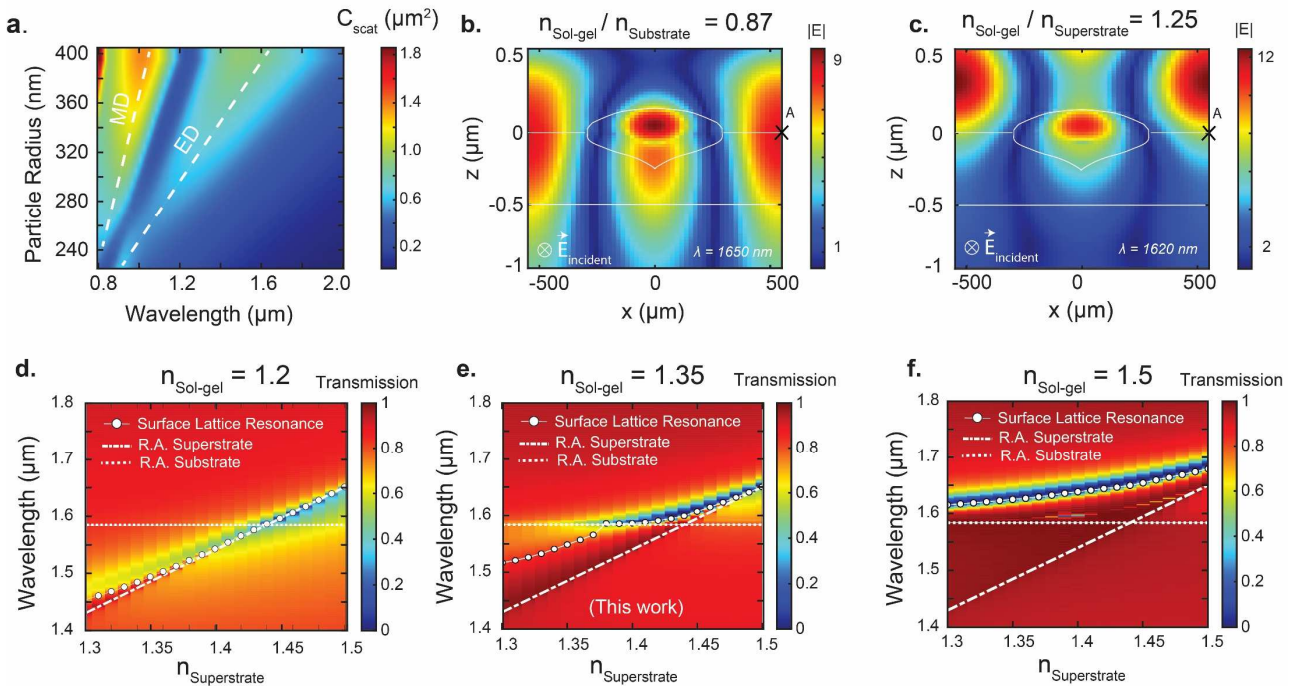 a.
C_scat (µm²)
Particle Radius (nm)
400
360
320
280
240
MD
ED
0.8
1.2
1.6
2.0
Wavelength (µm)
1.8
1.6
1.4
1.2
1.0
0.8
0.6
0.4
0.2
b.
n_Sol-gel / n_Substrate = 0.87
|E|
z (µm)
0.5
0
-0.5
-1
A
E_incident
λ = 1650 nm
-500
0
500
x (µm)
9
1
c.
n_Sol-gel / n_Superstrate = 1.25
|E|
z (µm)
0.5
0
-0.5
-1
A
E_incident
λ = 1620 nm
-500
0
500
x (µm)
12
2
d.
n_Sol-gel = 1.2
Transmission
Wavelength (µm)
1.8
1.7
1.6
1.5
1.4
Surface Lattice Resonance
R.A. Superstrate
R.A. Substrate
1.3
1.35
1.4
1.45
1.5
n_Superstrate
1
0.8
0.6
0.4
0.2
0
e.
n_Sol-gel = 1.35
Transmission
Wavelength (µm)
1.8
1.7
1.6
1.5
1.4
Surface Lattice Resonance
R.A. Superstrate
R.A. Substrate
(This work)
1.3
1.35
1.4
1.45
1.5
n_Superstrate
1
0.8
0.6
0.4
0.2
0
f.
n_Sol-gel = 1.5
Transmission
Wavelength (µm)
1.8
1.7
1.6
1.5
1.4
Surface Lattice Resonance
R.A. Superstrate
R.A. Substrate
1.3
1.35
1.4
1.45
1.5
n_Superstrate
1
0.8
0.6
0.4
0.2
0